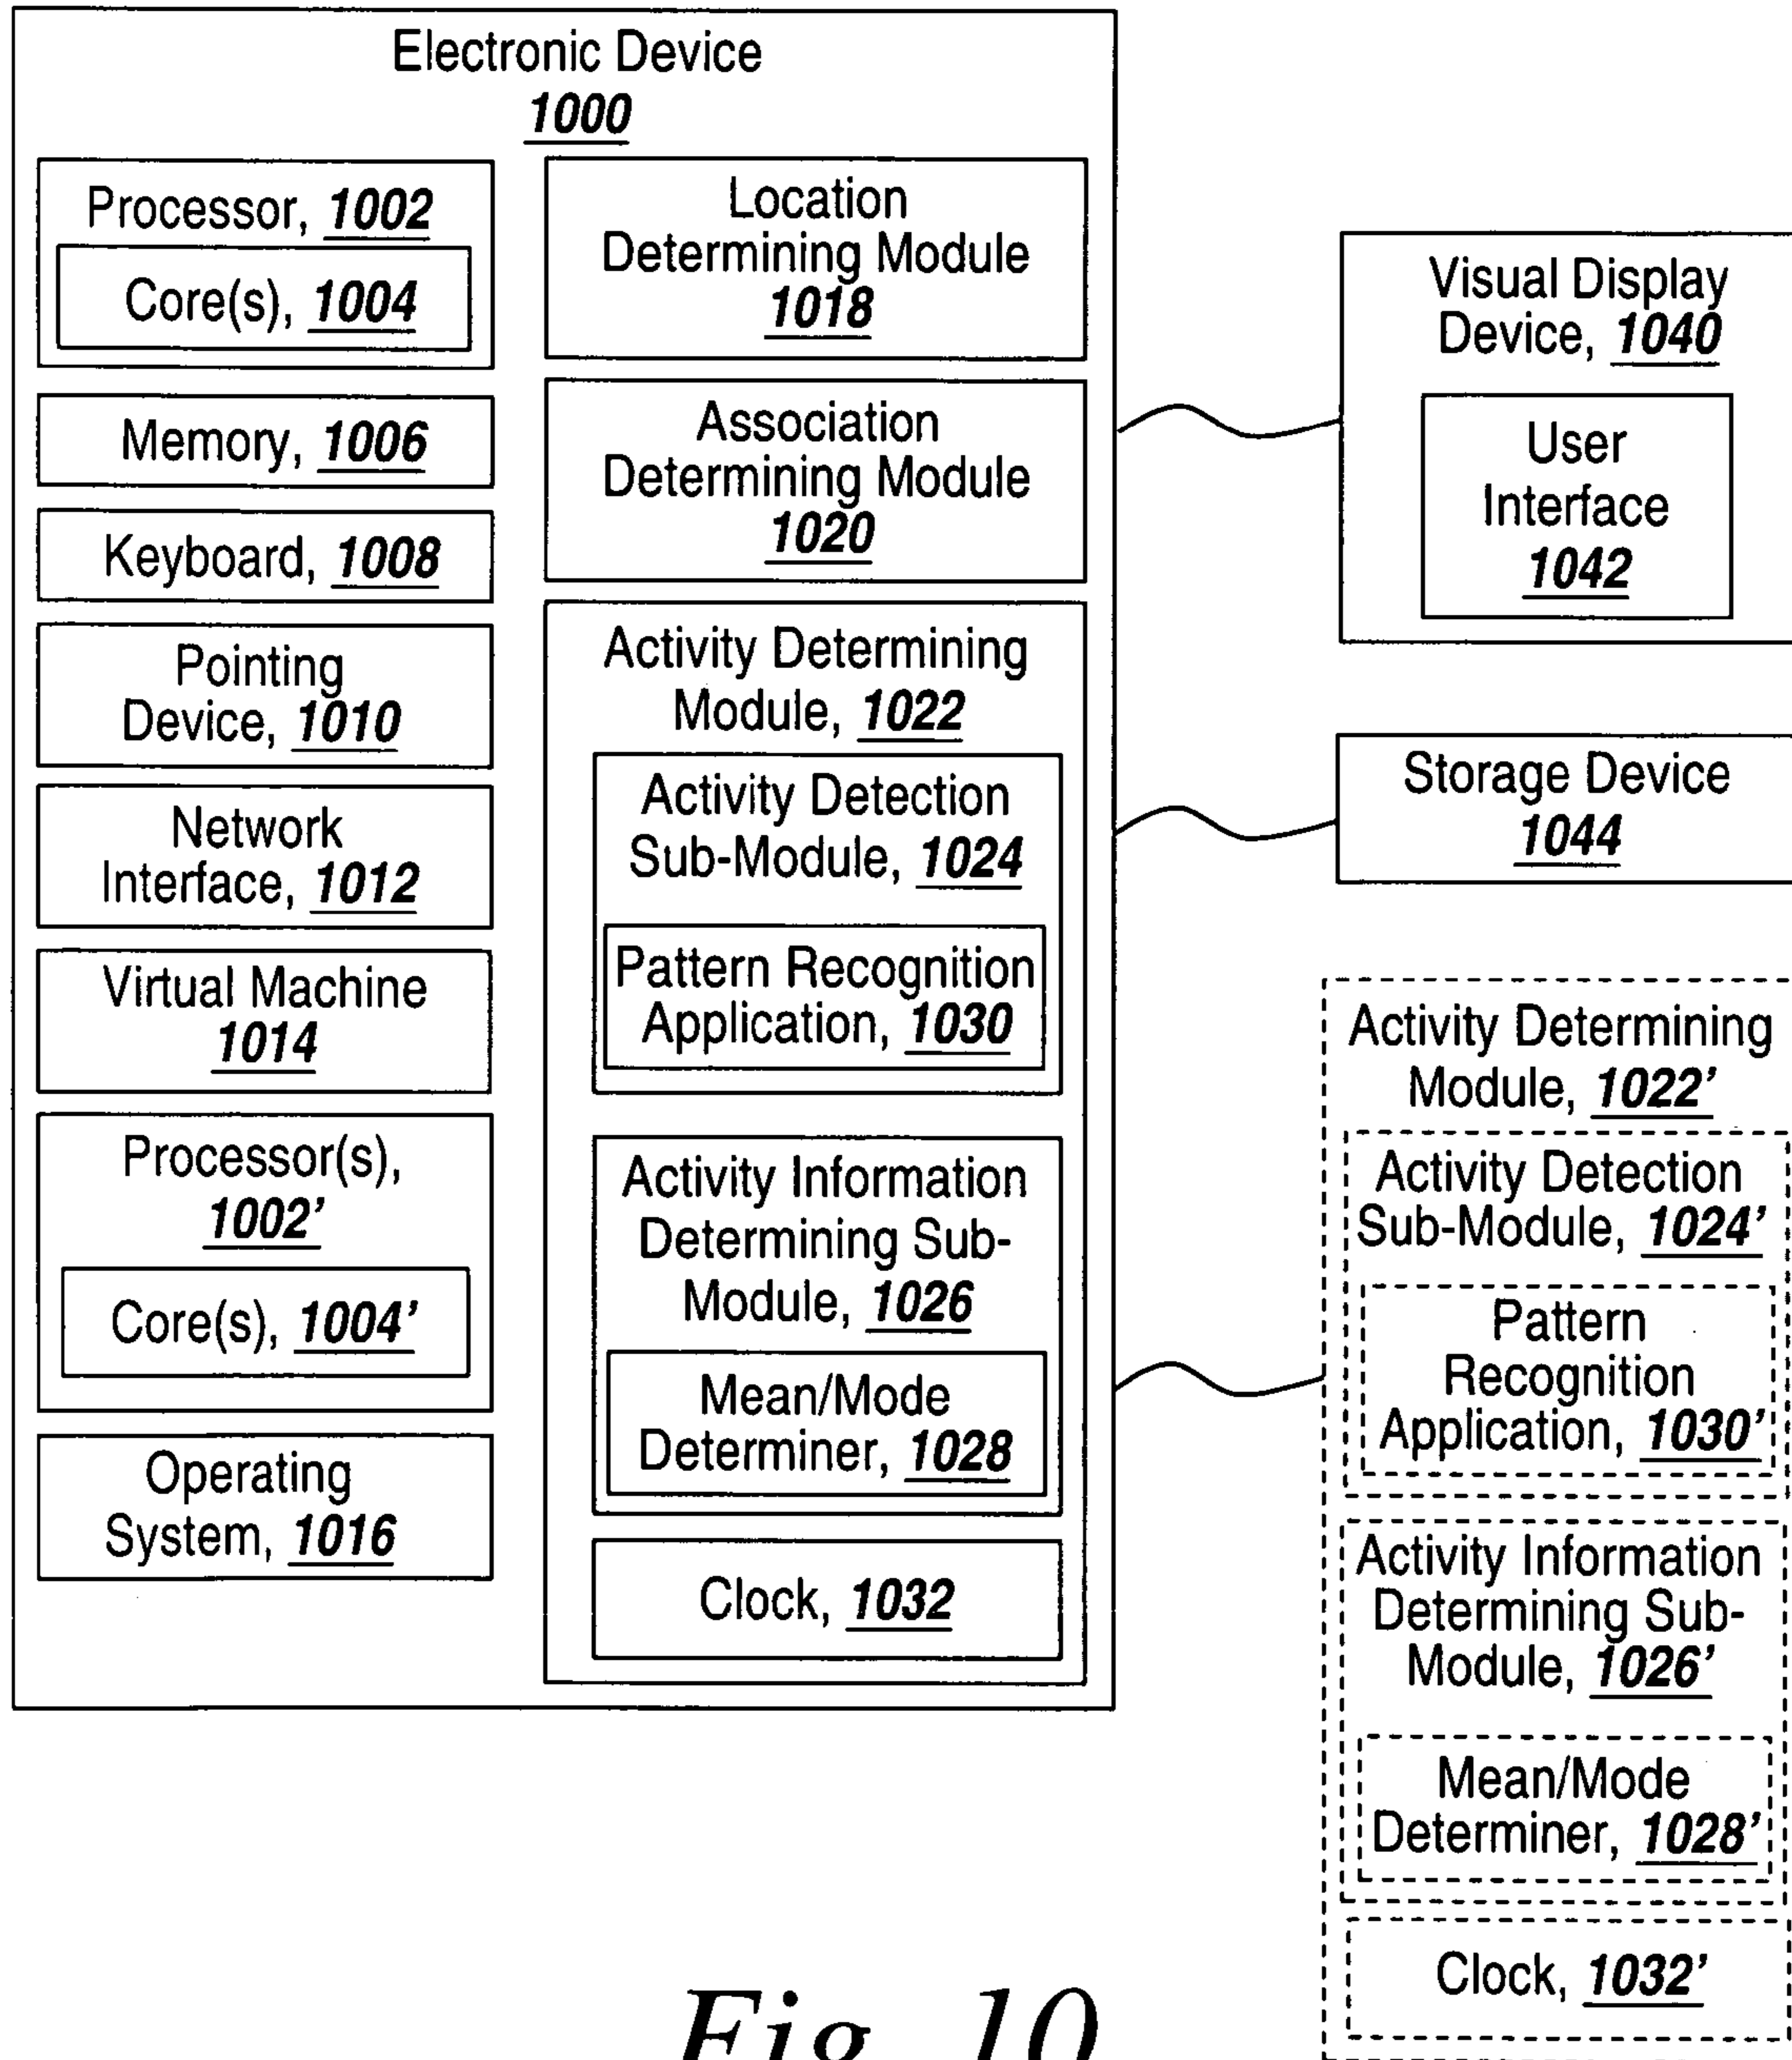 Electronic Device
1000
Processor, 1002
Core(s), 1004
Memory, 1006
Keyboard, 1008
Pointing
Device, 1010
Network
Interface, 1012
Virtual Machine
1014
Processor(s),
1002’
Core(s), 1004’
Operating
System, 1016
Location
Determining Module
1018
Association
Determining Module
1020
Activity Determining
Module, 1022
Activity Detection
Sub-Module, 1024
Pattern Recognition
Application, 1030
Activity Information
Determining Sub-
Module, 1026
Mean/Mode
Determiner, 1028
Clock, 1032
Visual Display
Device, 1040
User
Interface
1042
Storage Device
1044
Activity Determining
Module, 1022’
Activity Detection
Sub-Module, 1024’
Pattern
Recognition
Application, 1030’
Activity Information
Determining Sub-
Module, 1026’
Mean/Mode
Determiner, 1028’
Clock, 1032’
Fig. 10